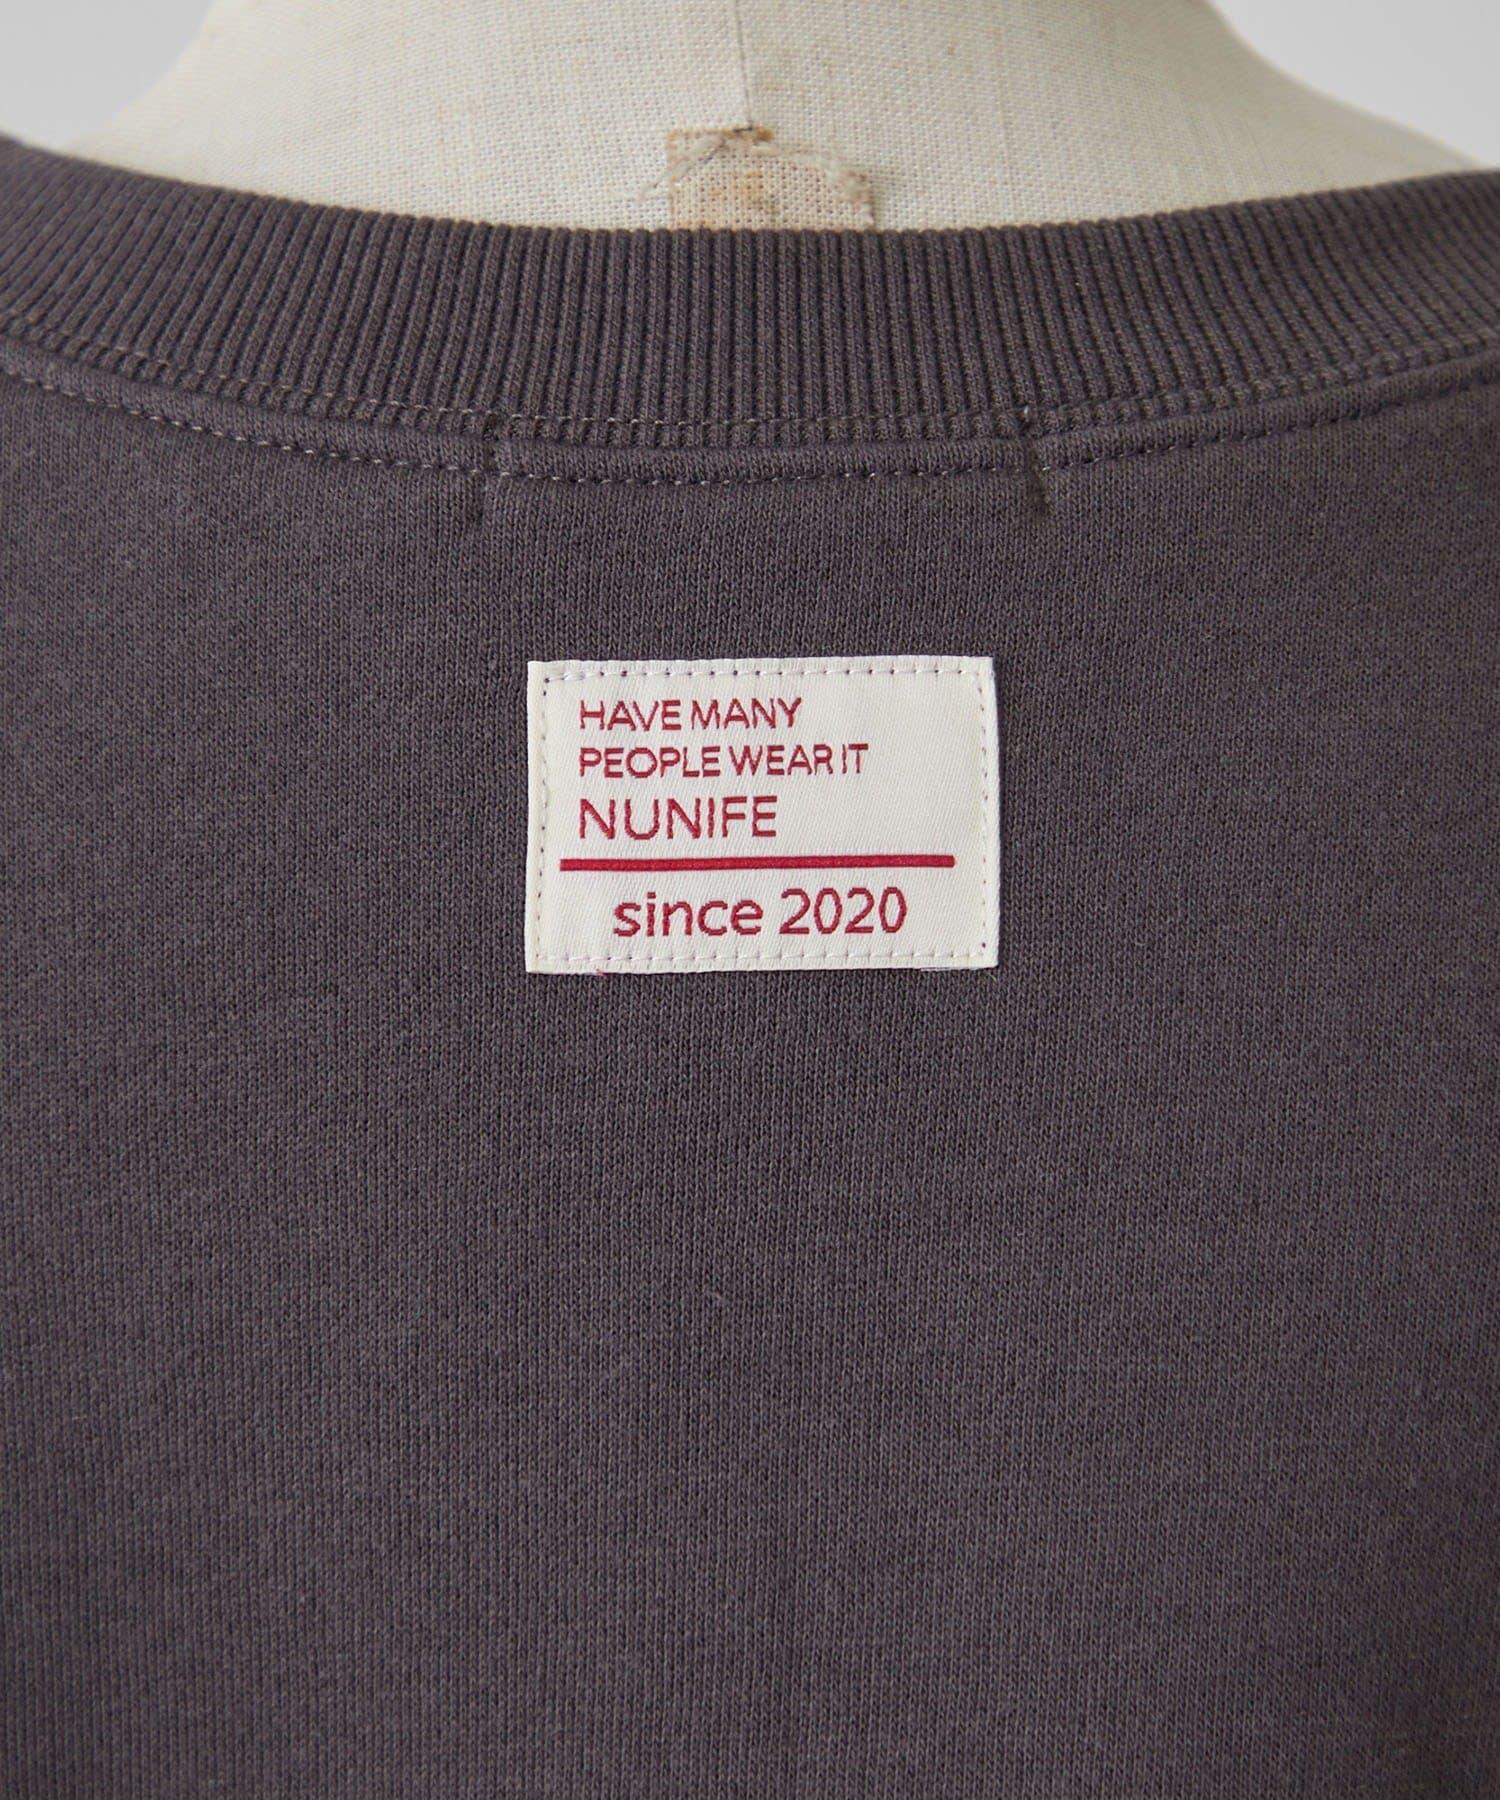 HAVE MANY
PEOPLE WEAR IT
NUNIFE
since 2020